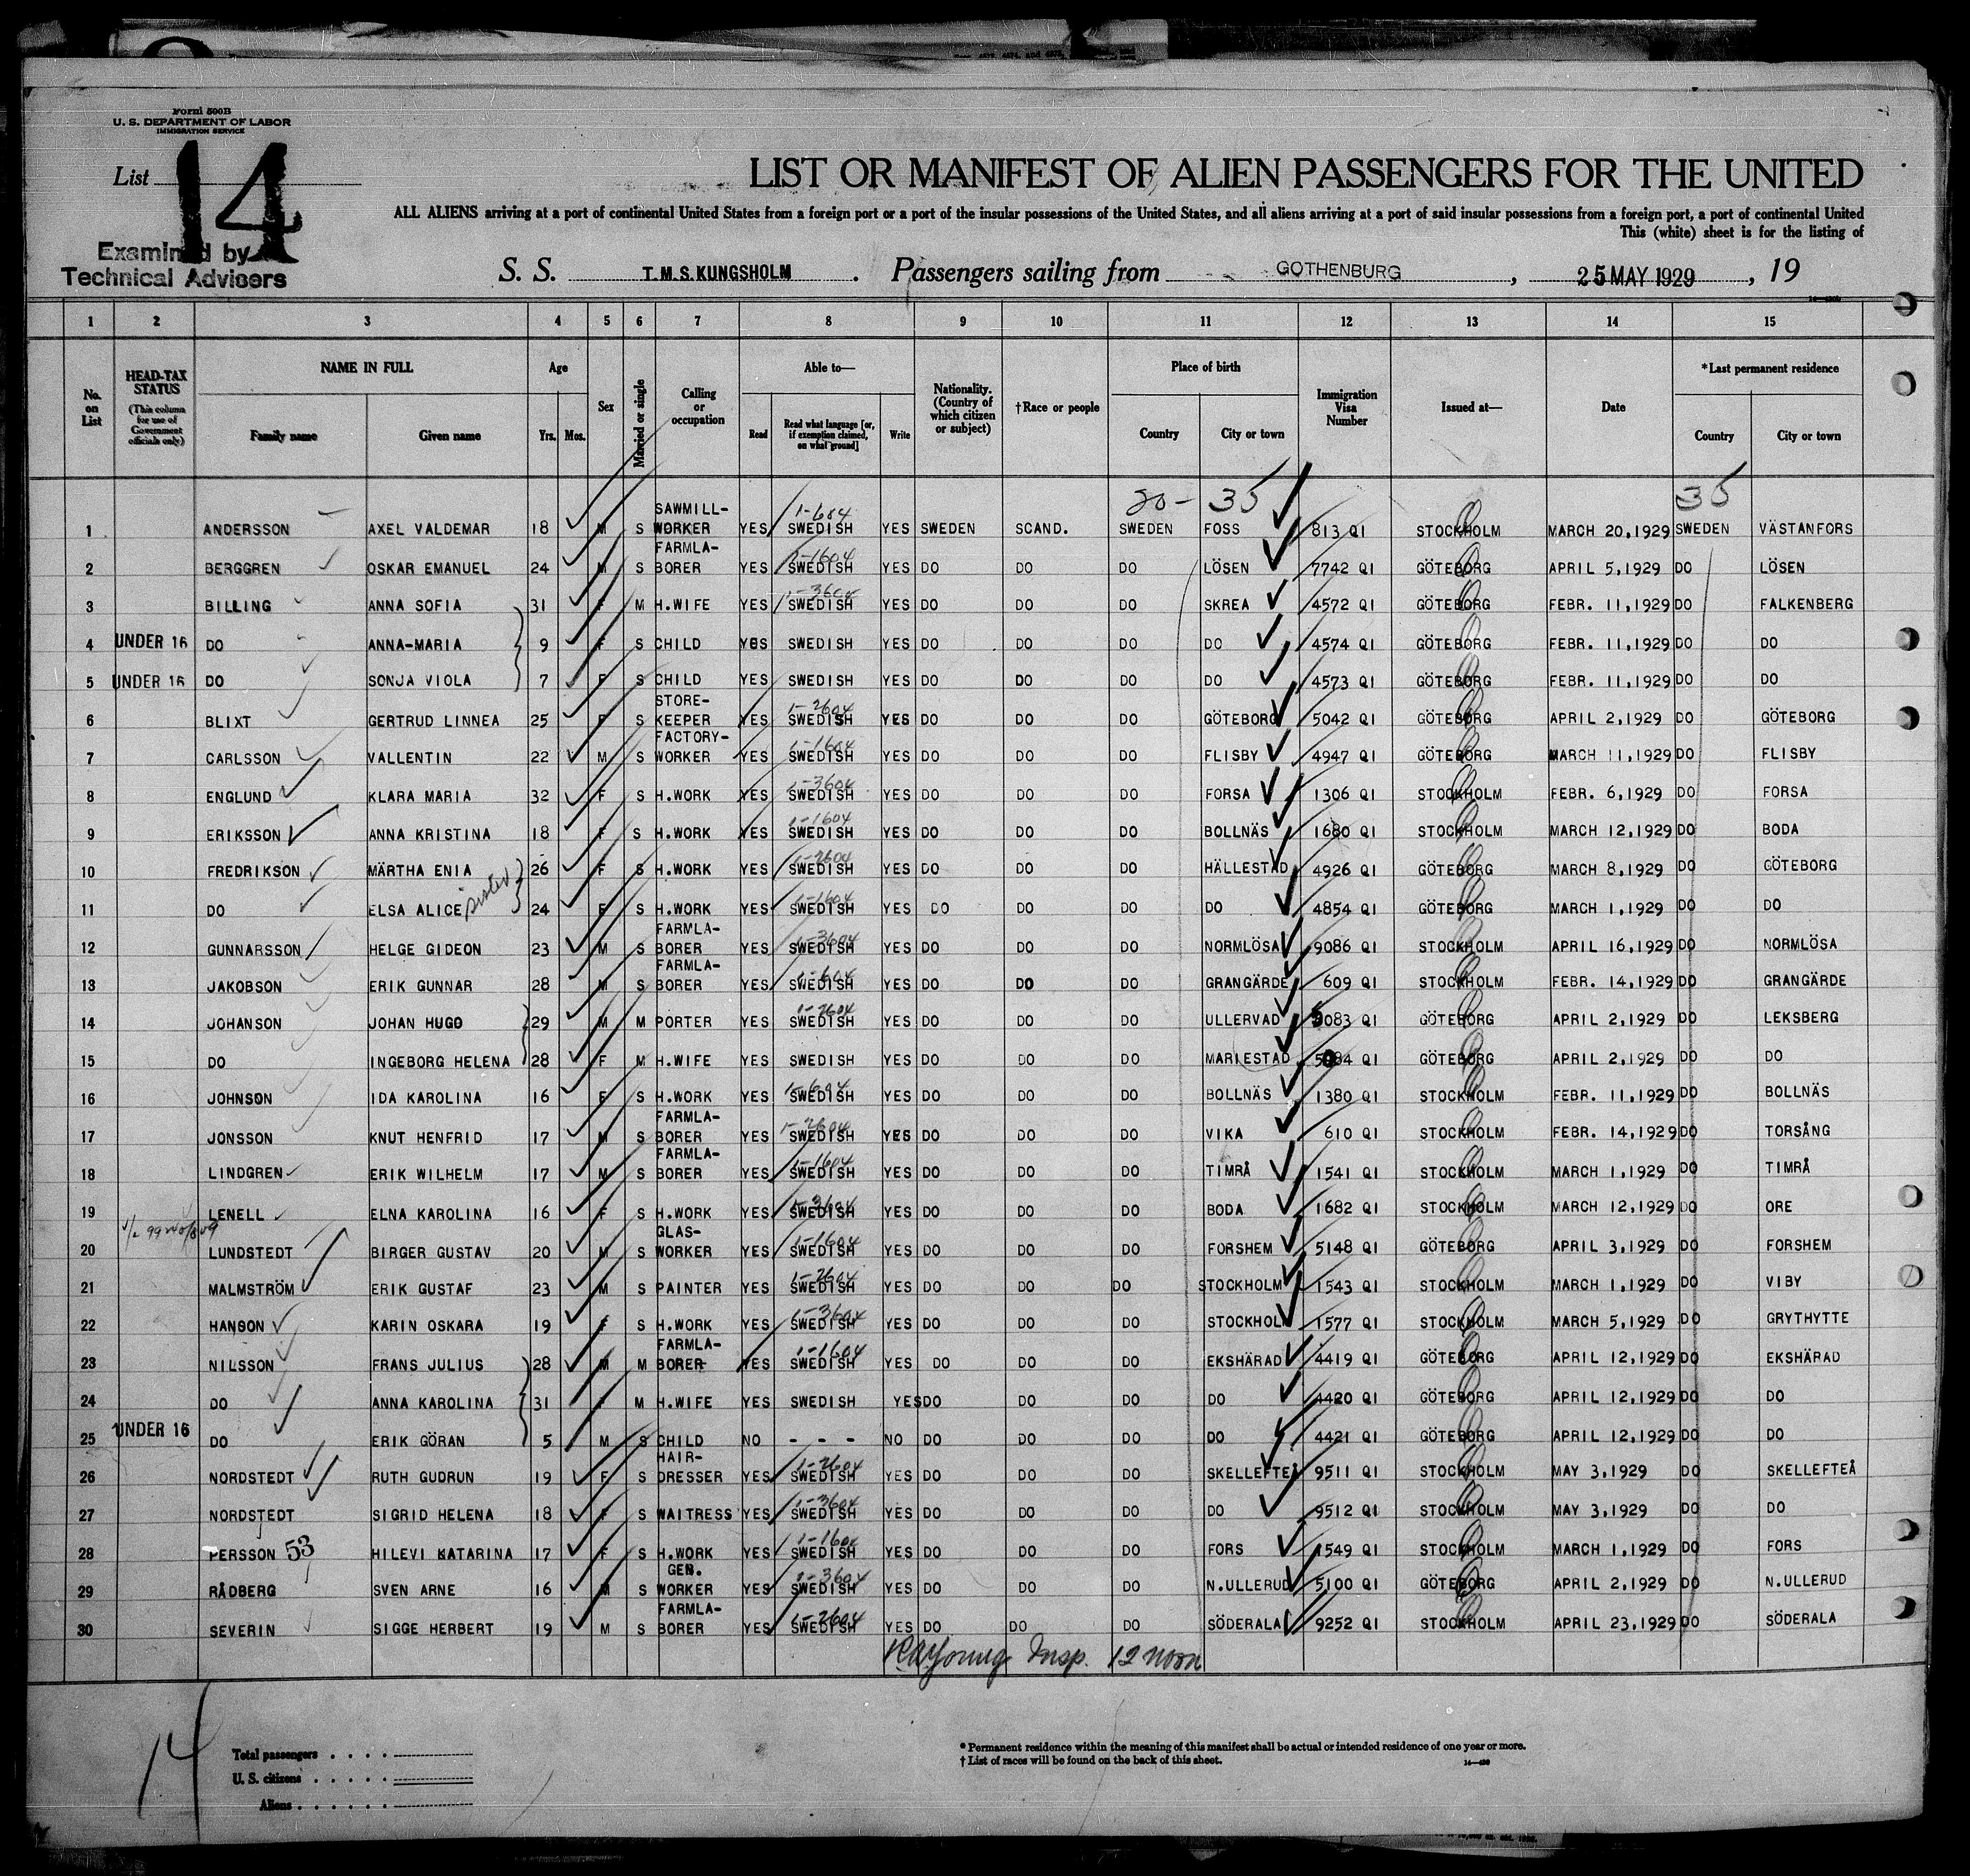 Form 500B
U. S. DEPARTMENT OF LABOR
IMMIGRATION SERVICE
List 14
Examined by
Technical Advisers
LIST OR MANIFEST OF ALIEN PASSENGERS FOR THE UNITED
ALL ALIENS arriving at a port of continental United States from a foreign port or a port of the insular possessions of the United States, and all aliens arriving at a port of said insular possessions from a foreign port, a port of continental United
This (white) sheet is for the listing of
S. S. T.M.S. KUNGSHOLM. Passengers sailing from GOTHENBURG, 25 MAY 1929, 19
1 2 3 4 5 6 7 8 9 10 11 12 13 14 15
No. on List
HEAD-TAX STATUS (This column for use of Government officials only)
NAME IN FULL
Family name
Given name
Age
Yrs. Mos.
Sex
Married or single
Calling or occupation
Able to—
Read
Read what language [or, if exemption claimed, on what ground]
Write
Nationality. (Country of which citizen or subject)
†Race or people
Place of birth
Country
City or town
Immigration Visa Number
Issued at—
Date
*Last permanent residence
Country
City or town
35 35
1 ANDERSSON AXEL VALDEMAR 18 M S SAWMILL-WORKER YES SWEDISH YES SWEDEN SCAND. SWEDEN FOSS 813 QI STOCKHOLM MARCH 20,1929 SWEDEN VÄSTANFORS
2 BERGGREN OSKAR EMANUEL 24 M S FARMLA-BORER YES SWEDISH YES DO DO DO LÖSEN 7742 QI GÖTEBORG APRIL 5,1929 DO LÖSEN
3 BILLING ANNA SOFIA 31 F M H.WIFE YES SWEDISH YES DO DO DO SKREA 4572 QI GÖTEBORG FEBR. 11,1929 DO FALKENBERG
4 UNDER 16 DO ANNA-MARIA 9 F S CHILD YES SWEDISH YES DO DO DO DO 4574 QI GÖTEBORG FEBR. 11,1929 DO DO
5 UNDER 16 DO SONJA VIOLA 7 F S CHILD YES SWEDISH YES DO DO DO DO 4573 QI GÖTEBORG FEBR. 11,1929 DO DO
6 BLIXT GERTRUD LINNEA 25 F S STORE-KEEPER YES SWEDISH YES DO DO DO GÖTEBORG 5042 QI GÖTEBORG APRIL 2,1929 DO GÖTEBORG
7 CARLSSON VALLENTIN 22 M S FACTORY-WORKER YES SWEDISH YES DO DO DO FLISBY 4947 QI GÖTEBORG MARCH 11,1929 DO FLISBY
8 ENGLUND KLARA MARIA 32 F S H.WORK YES SWEDISH YES DO DO DO FORSA 1306 QI STOCKHOLM FEBR. 6,1929 DO FORSA
9 ERIKSSON ANNA KRISTINA 18 F S H.WORK YES SWEDISH YES DO DO DO BOLLNÄS 1680 QI STOCKHOLM MARCH 12,1929 DO BODA
10 FREDRIKSON MÄRTHA ENIA 26 F S H.WORK YES SWEDISH YES DO DO DO HÄLLESTAD 4926 QI GÖTEBORG MARCH 8,1929 DO GÖTEBORG
11 DO ELSA ALICE sister 24 F S H.WORK YES SWEDISH YES DO DO DO DO 4854 QI GÖTEBORG MARCH 1,1929 DO DO
12 GUNNARSSON HELGE GIDEON 23 M S FARMLA-BORER YES SWEDISH YES DO DO DO NORMLÖSA 9086 QI STOCKHOLM APRIL 16,1929 DO NORMLÖSA
13 JAKOBSON ERIK GUNNAR 28 M S FARMLA-BORER YES SWEDISH YES DO DO DO GRANGÄRDE 609 QI STOCKHOLM FEBR. 14,1929 DO GRANGÄRDE
14 JOHANSON JOHAN HUGO 29 M M PORTER YES SWEDISH YES DO DO DO ULLERVAD 5083 QI GÖTEBORG APRIL 2,1929 DO LEKSBERG
15 DO INGEBORG HELENA 28 F M H.WIFE YES SWEDISH YES DO DO DO MARIESTAD 5084 QI GÖTEBORG APRIL 2,1929 DO DO
16 JOHNSON IDA KAROLINA 16 F S H.WORK YES SWEDISH YES DO DO DO BOLLNÄS 1380 QI STOCKHOLM FEBR. 11,1929 DO BOLLNÄS
17 JONSSON KNUT HENFRID 17 M S FARMLA-BORER YES SWEDISH YES DO DO DO VIKA 610 QI STOCKHOLM FEBR. 14,1929 DO TORSÅNG
18 LINDGREN ERIK WILHELM 17 M S FARMLA-BORER YES SWEDISH YES DO DO DO TIMRÅ 1541 QI STOCKHOLM MARCH 1,1929 DO TIMRÅ
19 LENELL ELNA KAROLINA 16 F S H.WORK YES SWEDISH YES DO DO DO BODA 1682 QI STOCKHOLM MARCH 12,1929 DO ORE
20 LUNDSTEDT BIRGER GUSTAV 20 M S GLAS-WORKER YES SWEDISH YES DO DO DO FORSHEM 5148 QI GÖTEBORG APRIL 3,1929 DO FORSHEM
21 MALMSTRÖM ERIK GUSTAF 23 M S PAINTER YES SWEDISH YES DO DO DO STOCKHOLM 1543 QI STOCKHOLM MARCH 1,1929 DO VIBY
22 HANSON KARIN OSKARA 19 F S H.WORK YES SWEDISH YES DO DO DO STOCKHOLM 1577 QI STOCKHOLM MARCH 5,1929 DO GRYTHYTTE
23 NILSSON FRANS JULIUS 28 M M FARMLA-BORER YES SWEDISH YES DO DO DO EKSHÄRAD 4419 QI GÖTEBORG APRIL 12,1929 DO EKSHÄRAD
24 DO ANNA KAROLINA 31 F M H.WIFE YES SWEDISH YES DO DO DO DO 4420 QI GÖTEBORG APRIL 12,1929 DO DO
25 UNDER 16 DO ERIK GÖRAN 5 M S CHILD NO - - - NO DO DO DO DO 4421 QI GÖTEBORG APRIL 12,1929 DO DO
26 NORDSTEDT RUTH GUDRUN 19 F S HAIR-DRESSER YES SWEDISH YES DO DO DO SKELLEFTEÅ 9511 QI STOCKHOLM MAY 3,1929 DO SKELLEFTEÅ
27 NORDSTEDT SIGRID HELENA 18 F S WAITRESS YES SWEDISH YES DO DO DO DO 9512 QI STOCKHOLM MAY 3,1929 DO DO
28 PERSSON 53 HILEVI KATARINA 17 F S H.WORK YES SWEDISH YES DO DO DO FORS 1549 QI STOCKHOLM MARCH 1,1929 DO FORS
29 RÅDBERG SVEN ARNE 16 M S GEN. WORKER YES SWEDISH YES DO DO DO N.ULLERUD 5100 QI GÖTEBORG APRIL 2,1929 DO N.ULLERUD
30 SEVERIN SIGGE HERBERT 19 M S FARMLA-BORER YES SWEDISH YES DO DO DO SÖDERALA 9252 QI STOCKHOLM APRIL 23,1929 DO SÖDERALA
Young Insp. 12 noon
14
Total passengers
U. S. citizens
Aliens
* Permanent residence within the meaning of this manifest shall be actual or intended residence of one year or more.
† List of races will be found on the back of this sheet.